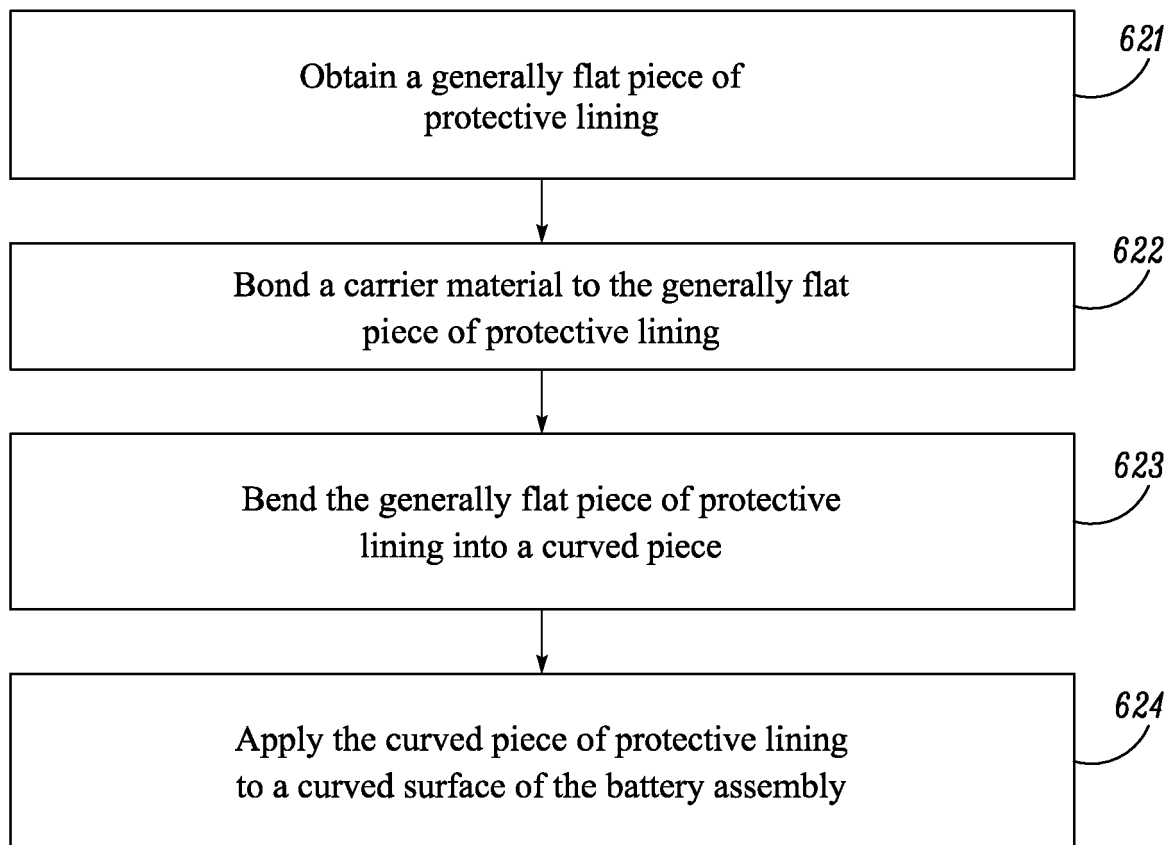 621
Obtain a generally flat piece of
protective lining
622
Bond a carrier material to the generally flat
piece of protective lining
623
Bend the generally flat piece of protective
lining into a curved piece
624
Apply the curved piece of protective lining
to a curved surface of the battery assembly